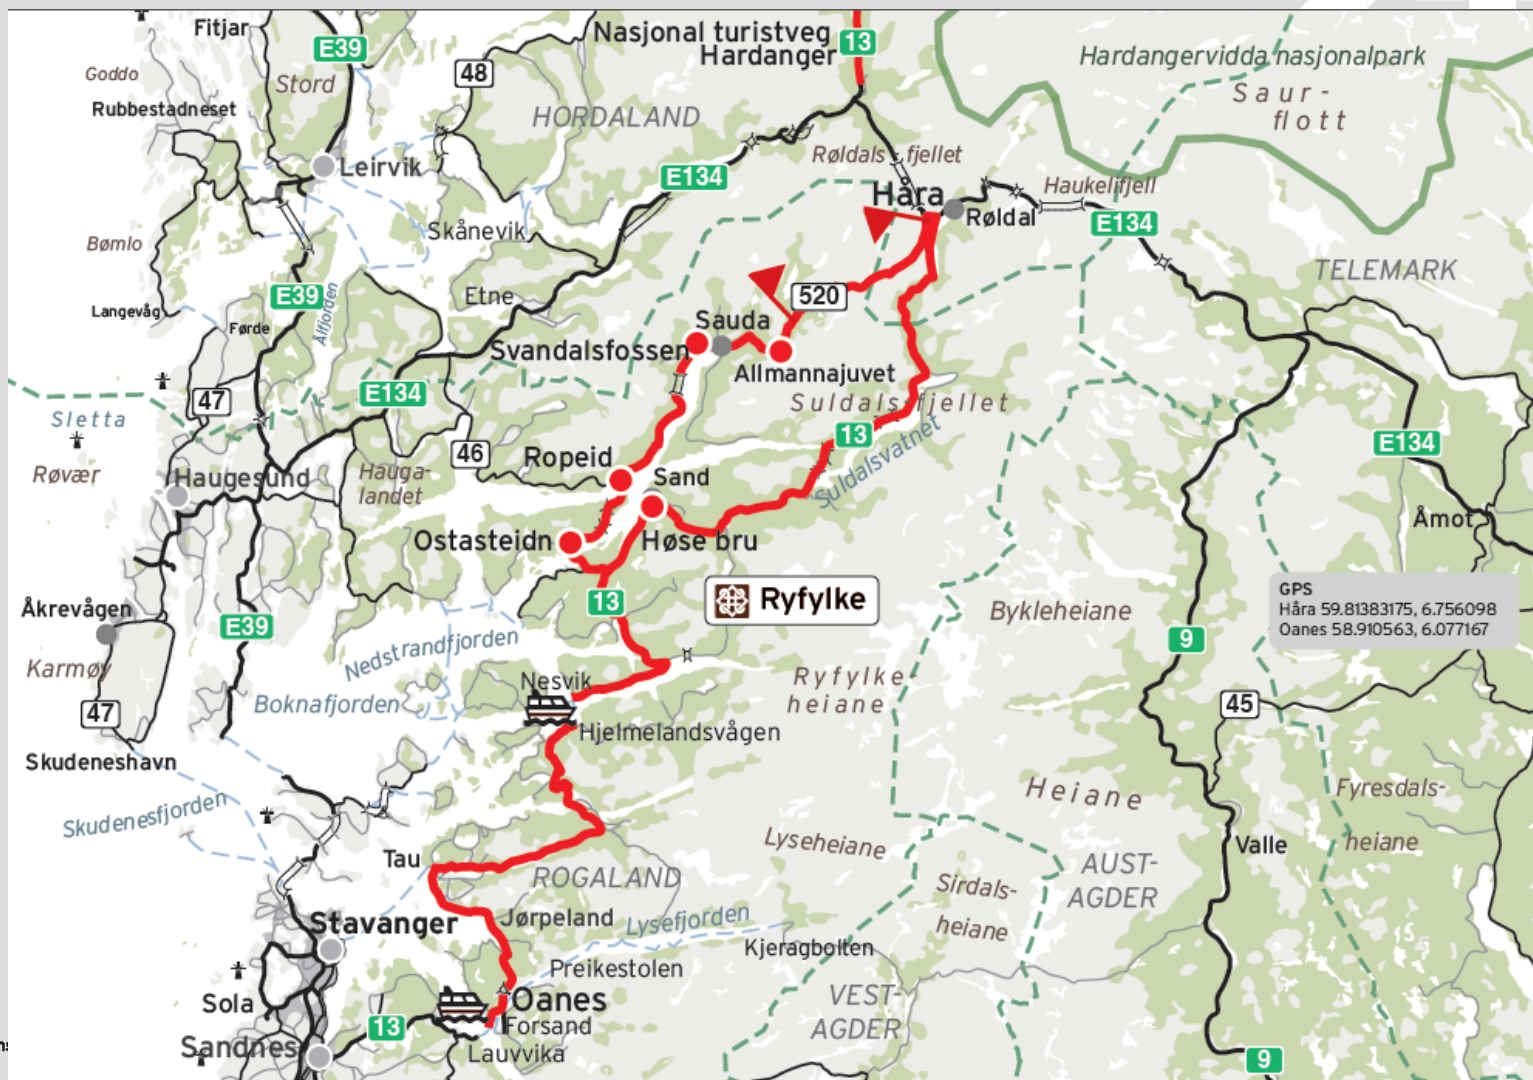 Fitjar
E39
Nasjonal turistveg
Hardanger
13
Hardangervidda nasjonalpark
Goddo
Stord
48
Saur-
flott
Rubbestadneset
HORDALAND
Leirvik
Røldals - fjellet
E134
Håra
Haukelifjell
Røldal
E134
Bømlo
Skånevik
TELEMARK
Langevåg
E39
Ålfjorden
Etne
520
Førde
Sauda
Svandalsfossen
Allmannajuvet
E134
47
Suldalsfjellet
Sletta
13
Suldalsvatnet
E134
46
Ropeid
Røvær
Haugesund
Hauga-
landet
Sand
Åmot
Ostasteidn
Høse bru
GPS
Håra 59.81383175, 6.756098
Oanes 58.910563, 6.077167
13
Ryfylke
Bykleheiane
Åkrevågen
E39
9
Nedstrandfjorden
Karmøy
Nesvik
Ryfylke-
heiane
Boknafjorden
47
45
Hjelmelandsvågen
Skudeneshavn
Heiane
Fyresdals-
heiane
Skudenesfjorden
Lyseheiane
Valle
Tau
ROGALAND
AUST-
AGDER
Sirdals-
heiane
Jørpeland
Lysefjorden
Stavanger
Kjeragbolten
Preikestolen
Sola
Oanes
VEST-
AGDER
13
Forsand
Sandnes
Lauvvika
9